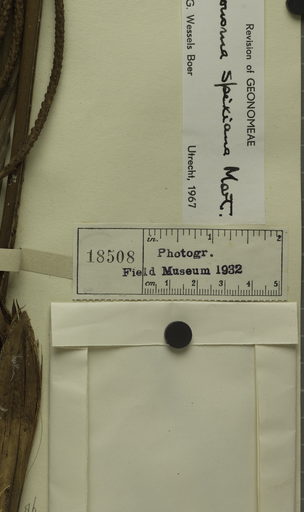 Revision of GEONOMEAE
onoma spixiana Mart.
G. Wessels Boer Utrecht, 1967
in. 1 2
18508 Photogr.
Field Museum 1932
cm. 1 2 3 4 5